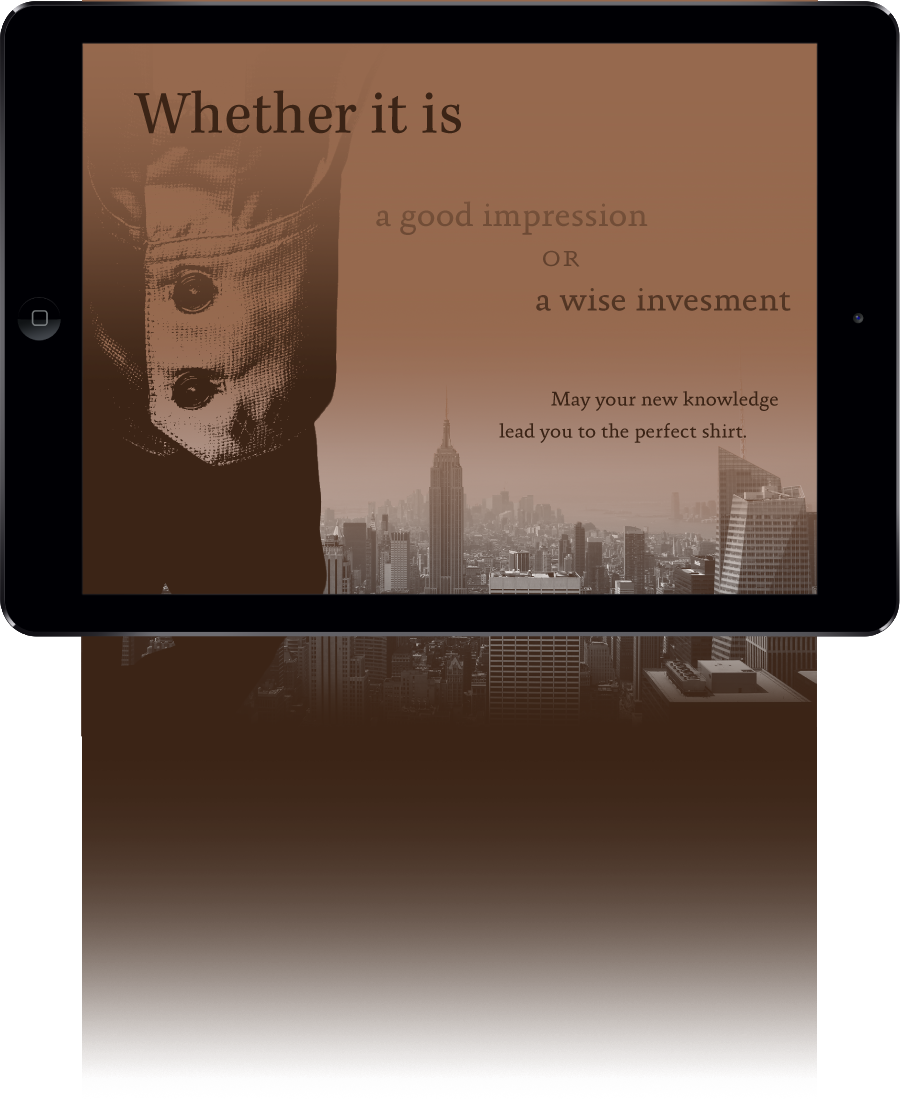 Whether it is
a good impression
OR
a wise invesment
May your new knowledge
lead you to the perfect shirt.